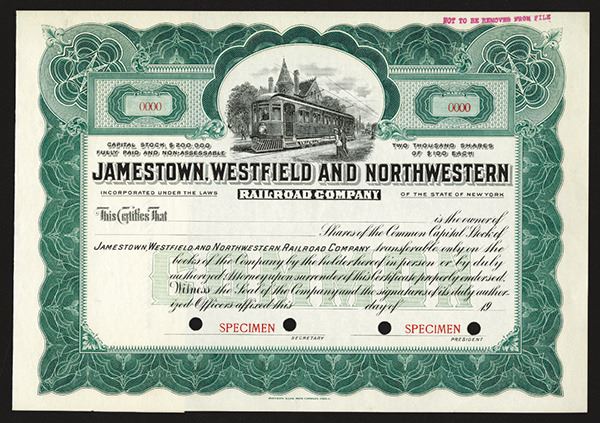 NOT TO BE REMOVED FROM FILE
NUMBER
0000
SHARES
0000
CAPITAL STOCK $200,000. FULLY PAID AND NON-ASSESSABLE
TWO THOUSAND SHARES OF $100 EACH
JAMESTOWN, WESTFIELD AND NORTHWESTERN
INCORPORATED UNDER THE LAWS
RAILROAD COMPANY
OF THE STATE OF NEW YORK
This Certifies That
is the owner of
Shares of the Common Capital Stock of
JAMESTOWN, WESTFIELD AND NORTHWESTERN RAILROAD COMPANY transferable only on the
books of the Company by the holder hereof in person or by duly
authorized Attorney upon surrender of this Certificate properly endorsed.
Witness the Seal of the Company and the signatures of its duly author-
ized Officers affixed this day of 19
SPECIMEN SPECIMEN
SECRETARY PRESIDENT